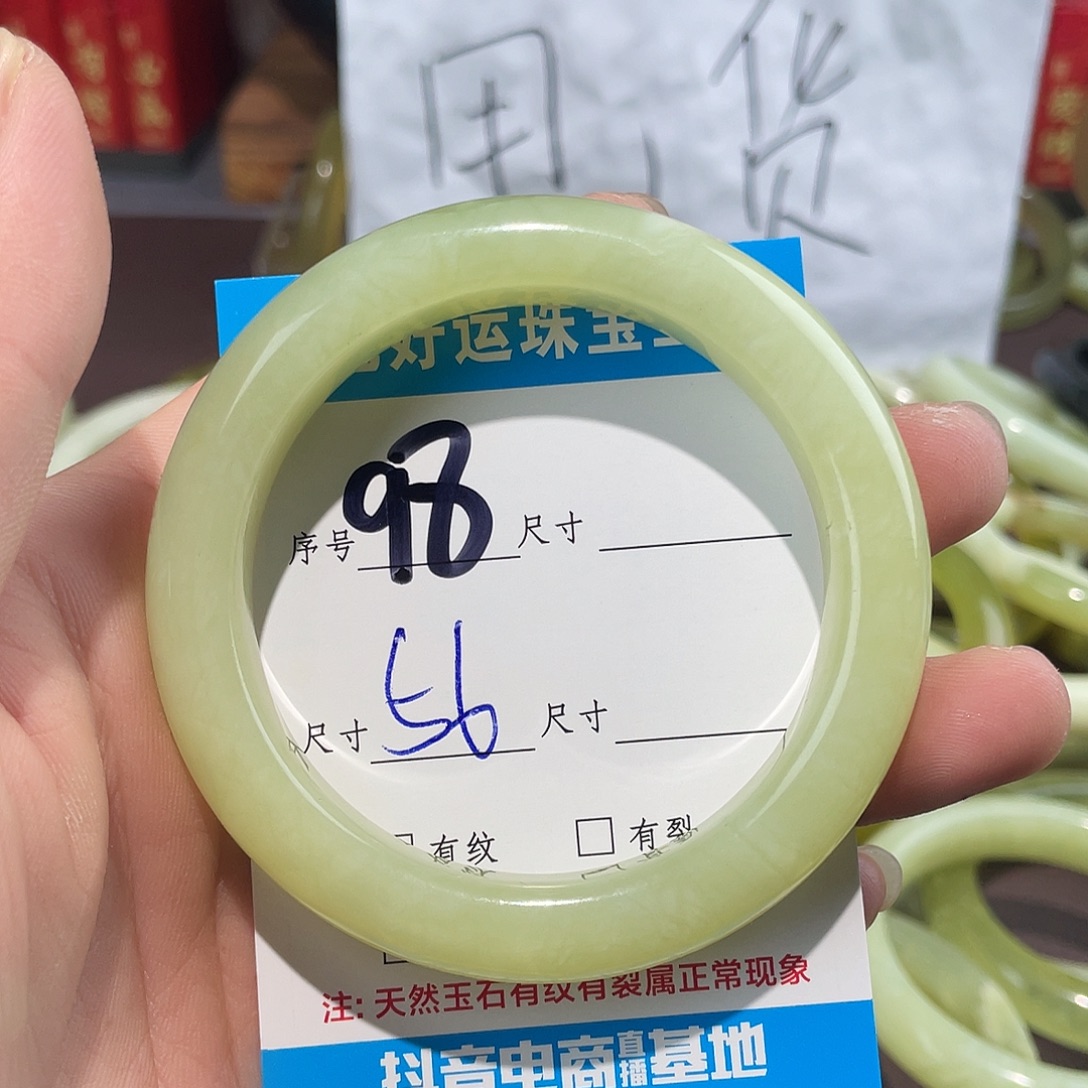 货
好运珠宝
序号 98 尺寸
尺寸 56 尺寸
有纹 □ 有裂
注: 天然玉石有纹有裂属正常现象
抖音电商直播基地